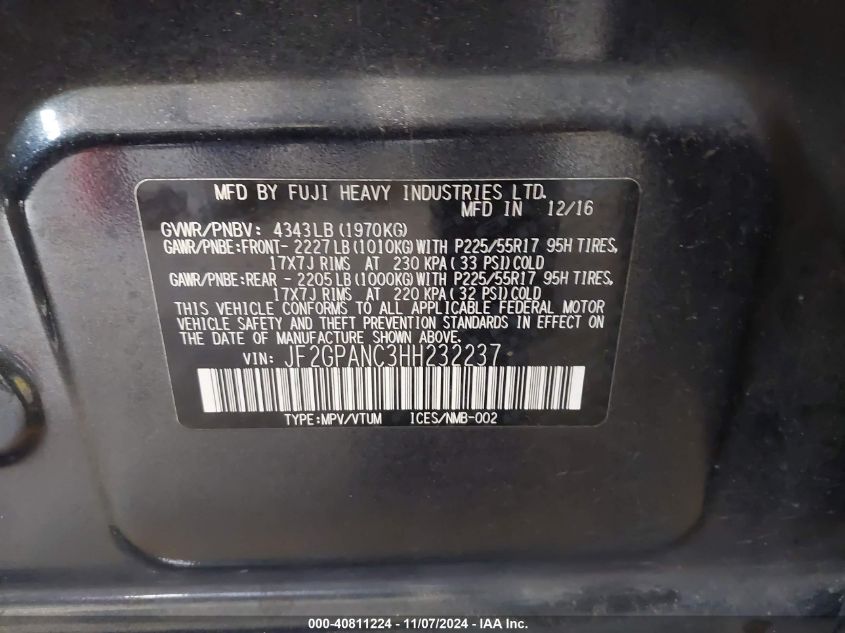 MFD BY FUJI HEAVY INDUSTRIES LTD.
MFD IN 12/16
GVWR/PNBV: 4343LB (1970KG)
GAWR/PNBE:FRONT- 2227LB(1010KG)WITH P225/55R17 95H TIRES,
17X7J RIMS AT 230 KPA( 33 PSI)COLD
GAWR/PNBE:REAR - 2205LB(1000KG)WITH P225/55R17 95H TIRES,
17X7J RIMS AT 220 KPA( 32 PSI)COLD
THIS VEHICLE CONFORMS TO ALL APPLICABLE FEDERAL MOTOR
VEHICLE SAFETY AND THEFT PREVENTION STANDARDS IN EFFECT ON
THE DATE OF MANUFACTURE SHOWN ABOVE.
VIN: JF2GPANC3HH232237
TYPE:MPV/VTUM ICES/NMB-002
000-40811224 - 11/07/2024 - IAA Inc.